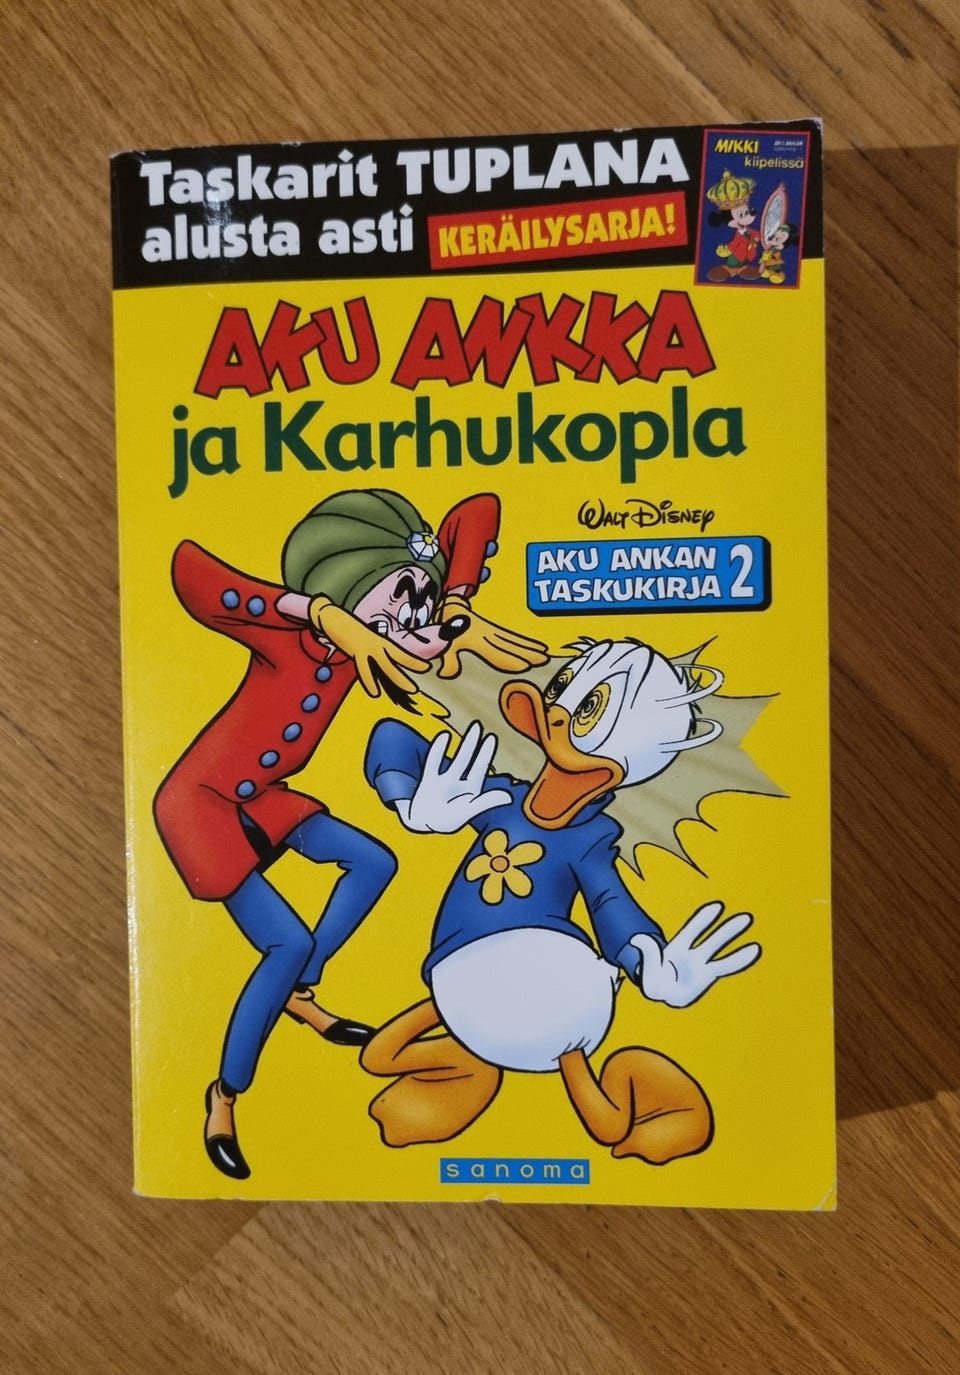 Taskarit TUPLANA
alusta asti
KERÄILYSARJA!
MIKKI
kiipelissä
AKU ANKKA
ja Karhukopla
WALT DISNEY
AKU ANKAN
TASKUKIRJA 2
sanoma